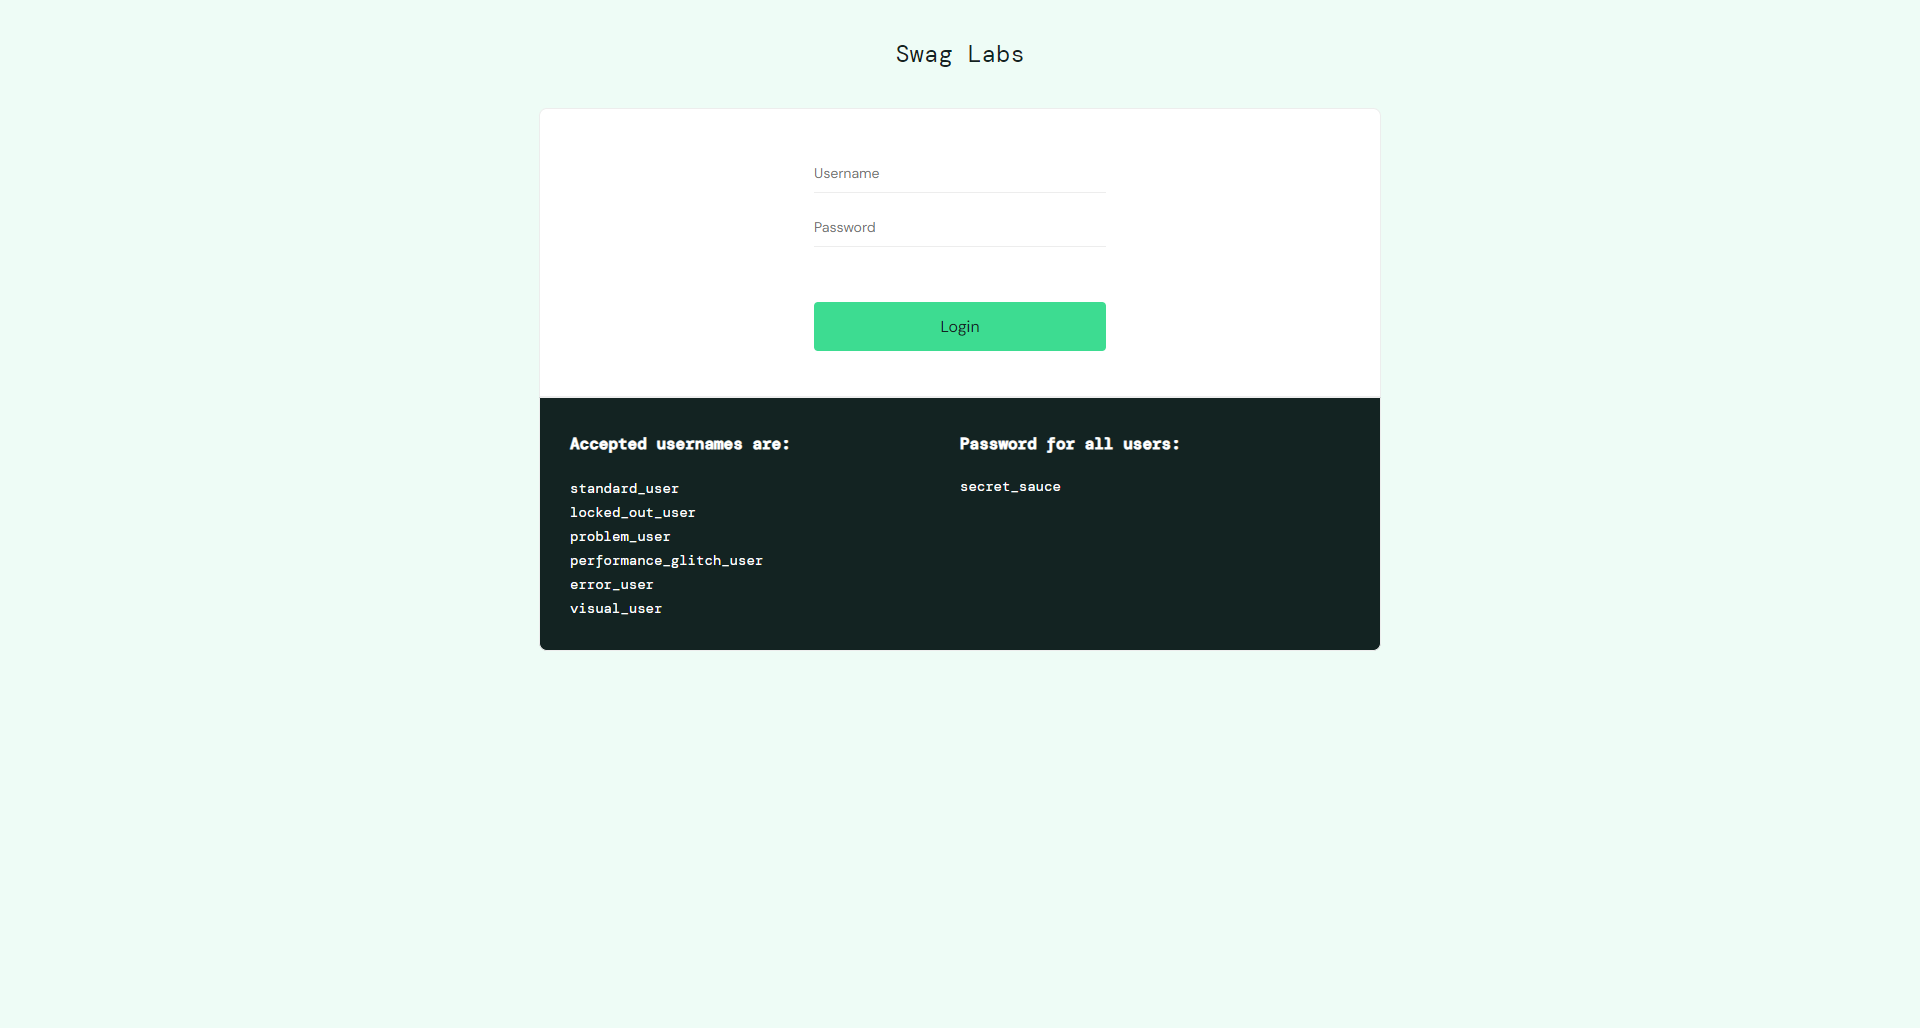 Swag Labs
Username
Password
Login
Accepted usernames are:
standard_user
locked_out_user
problem_user
performance_glitch_user
error_user
visual_user
Password for all users:
secret_sauce